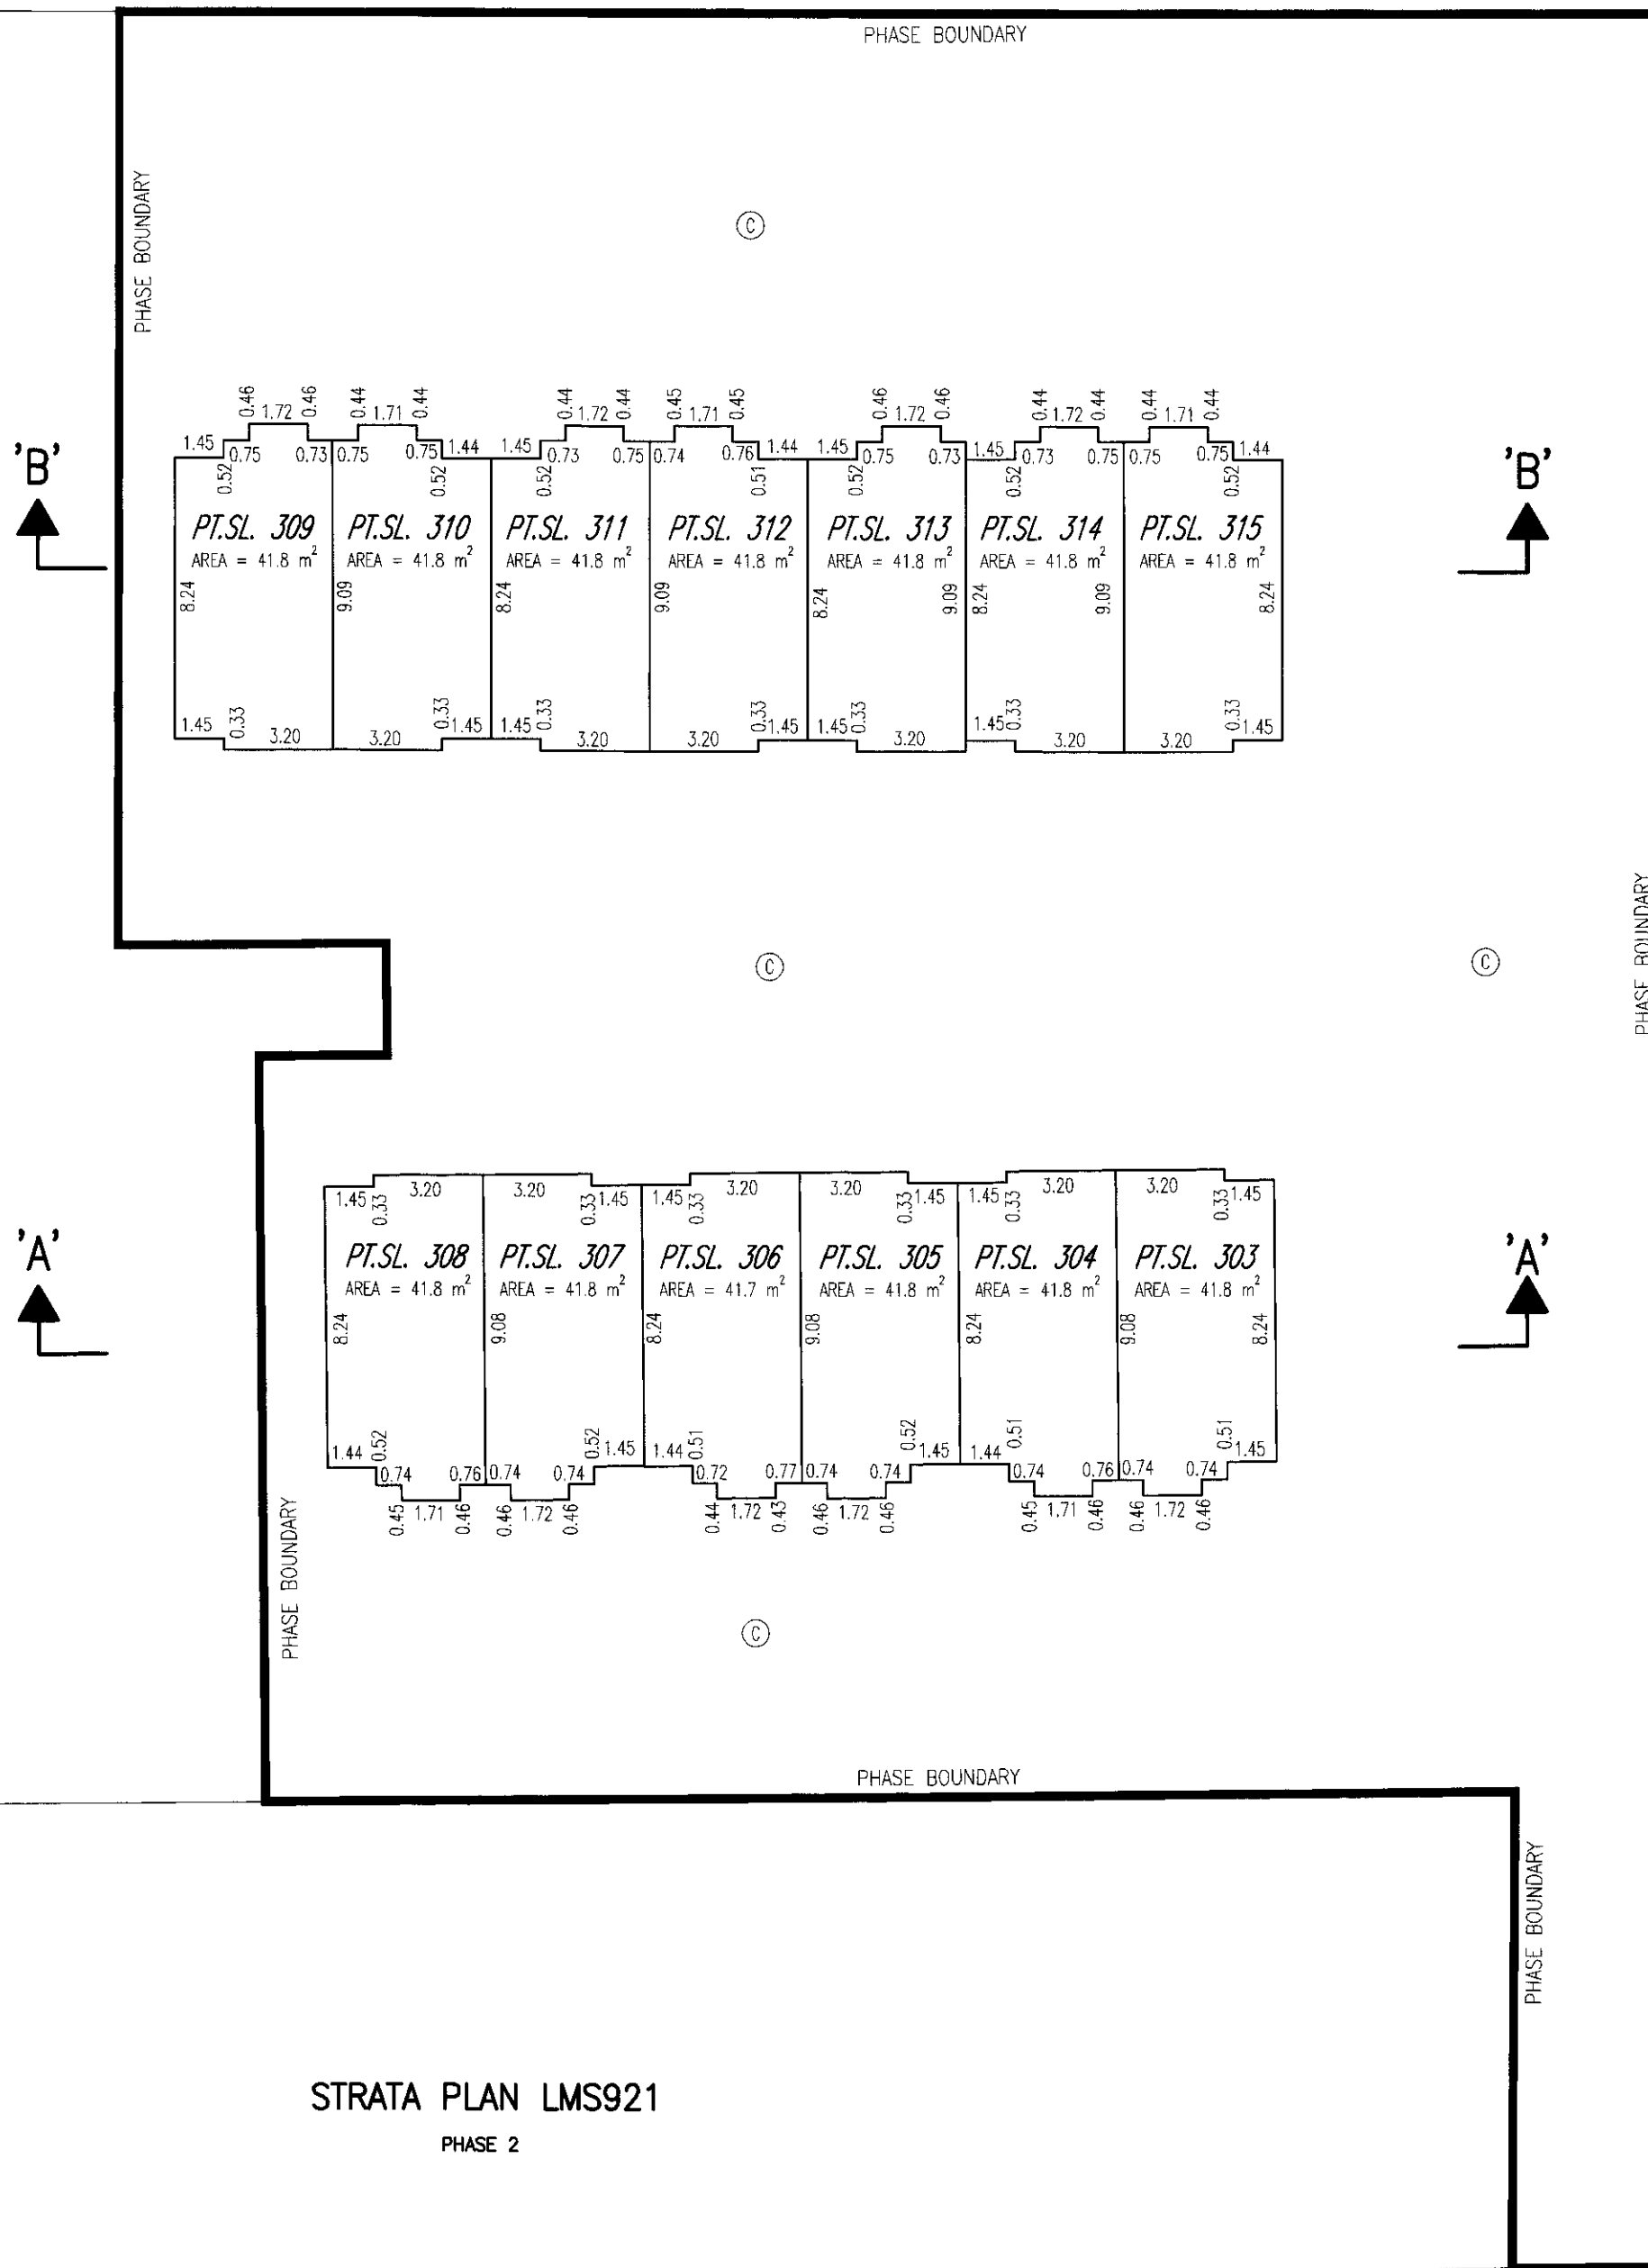 PHASE BOUNDARY
PHASE BOUNDARY
C
0.46 1.72 0.46 0.44 1.71 0.44 0.44 1.72 0.44 0.45 1.71 0.45 0.46 1.72 0.46 0.44 1.72 0.44 0.44 1.71 0.44
1.45 0.75 0.73 0.75 0.75 1.44 1.45 0.73 0.75 0.74 0.76 1.44 1.45 0.75 0.73 1.45 0.73 0.75 0.75 0.75 1.44
0.52 0.52 0.52 0.51 0.52 0.52 0.52
'B' 'B'
PT.SL. 309 PT.SL. 310 PT.SL. 311 PT.SL. 312 PT.SL. 313 PT.SL. 314 PT.SL. 315
AREA = 41.8 m² AREA = 41.8 m² AREA = 41.8 m² AREA = 41.8 m² AREA = 41.8 m² AREA = 41.8 m² AREA = 41.8 m²
8.24 9.09 8.24 9.09 8.24 9.09 8.24 9.09 8.24
1.45 0.33 0.33 1.45 1.45 0.33 0.33 1.45 1.45 0.33 1.45 0.33 0.33 1.45
3.20 3.20 3.20 3.20 3.20 3.20 3.20
PHASE BOUNDARY
C C
3.20 3.20 3.20 3.20 3.20 3.20
1.45 0.33 0.33 1.45 1.45 0.33 0.33 1.45 1.45 0.33 0.33 1.45
'A' 'A'
PT.SL. 308 PT.SL. 307 PT.SL. 306 PT.SL. 305 PT.SL. 304 PT.SL. 303
AREA = 41.8 m² AREA = 41.8 m² AREA = 41.7 m² AREA = 41.8 m² AREA = 41.8 m² AREA = 41.8 m²
8.24 9.08 8.24 9.08 8.24 9.08 8.24
1.44 0.52 0.52 1.45 1.44 0.51 0.52 1.45 1.44 0.51 0.51 1.45
0.74 0.76 0.74 0.74 0.72 0.77 0.74 0.74 0.74 0.76 0.74 0.74
0.45 1.71 0.46 0.46 1.72 0.46 0.44 1.72 0.43 0.46 1.72 0.46 0.45 1.71 0.46 0.46 1.72 0.46
PHASE BOUNDARY
C
PHASE BOUNDARY
PHASE BOUNDARY
STRATA PLAN LMS921
PHASE 2